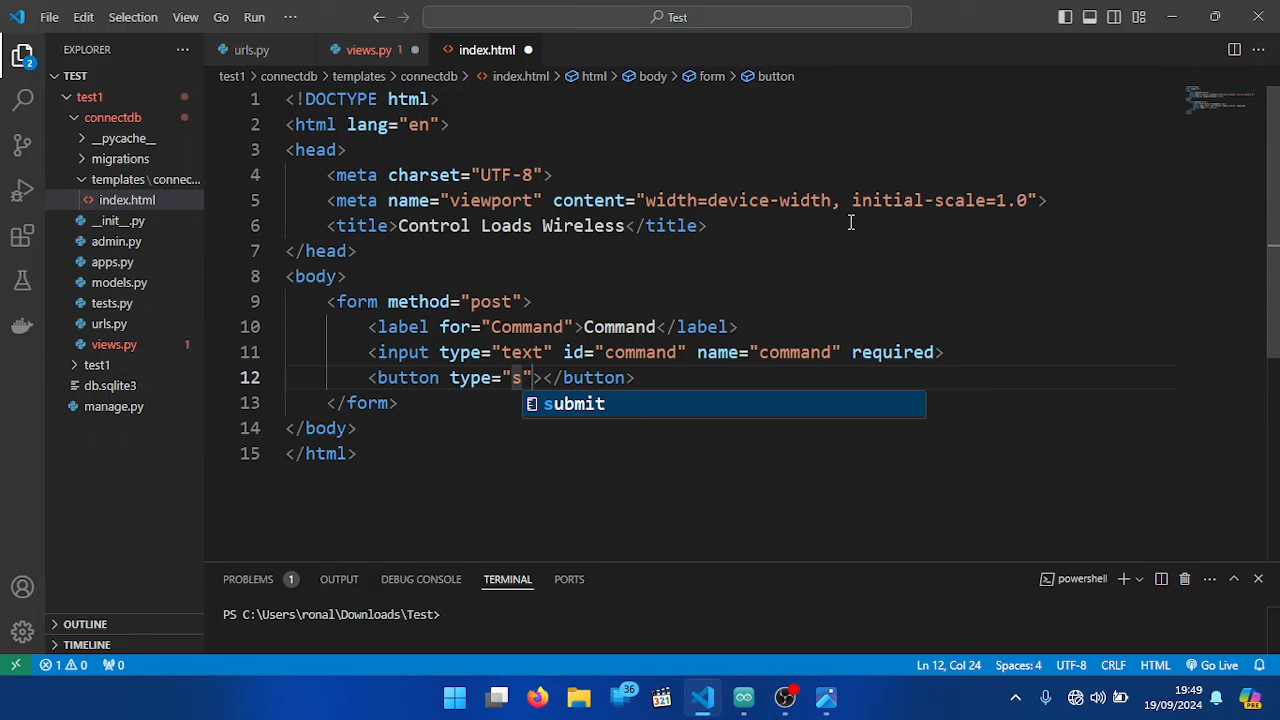 File Edit Selection View Go Run ··· Test
EXPLORER ···
urls.py views.py 1 index.html
TEST
test1 > connectdb > templates > connectdb > index.html > html > body > form > button
test1
connectdb
__pycache__
migrations
templates\connec...
index.html
__init__.py
admin.py
apps.py
models.py
tests.py
urls.py
views.py 1
test1
db.sqlite3
manage.py
OUTLINE
TIMELINE
2
1 <!DOCTYPE html>
2 <html lang="en">
3 <head>
4 <meta charset="UTF-8">
5 <meta name="viewport" content="width=device-width, initial-scale=1.0">
6 <title>Control Loads Wireless</title>
7 </head>
8 <body>
9 <form method="post">
10 <label for="Command">Command</label>
11 <input type="text" id="command" name="command" required>
12 <button type="s"></button>
submit
13 </form>
14 </body>
15 </html>
PROBLEMS 1 OUTPUT DEBUG CONSOLE TERMINAL PORTS powershell
PS C:\Users\ronal\Downloads\Test>
1 0 0 Ln 12, Col 24 Spaces: 4 UTF-8 CRLF HTML Go Live
36 321 19:49
19/09/2024 PRE